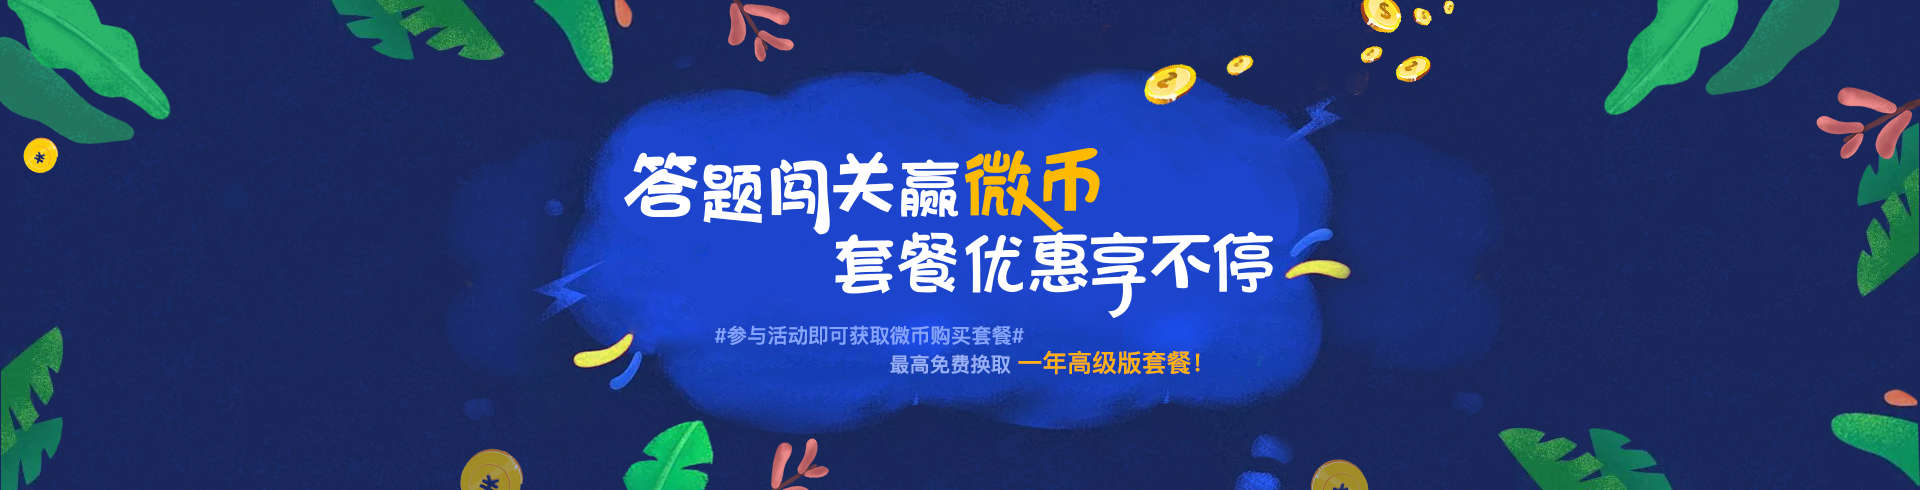 答题闯关赢微币
套餐优惠享不停
#参与活动即可获取微币购买套餐#
最高免费换取 一年高级版套餐！